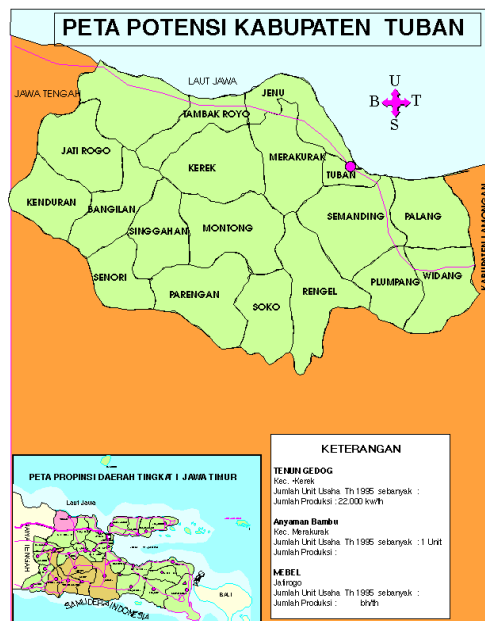 PETA POTENSI KABUPATEN TUBAN
LAUT JAWA
JAWA TENGAH
JENU
TAMBAK ROYO
U
B T
S
JATI ROGO
KEREK
MERAKURAK
TUBAN
KENDURAN
BANGILAN
SINGGAHAN
MONTONG
SEMANDING
PALANG
KABUPATEN LAMONGAN
SENORI
PARENGAN
SOKO
RENGEL
PLUMPANG
WIDANG
PETA PROPINSI DAERAH TINGKAT I JAWA TIMUR
Laut Jawa
JAWA TENGAH
BALI
SAMUDERA INDONESIA
KETERANGAN
TENUN GEDOG
Kec. •Kerek
Jumlah Unit Usaha Th 1995 sebanyak :
Jumlah Produksi : 22.000 kw/th
Anyaman Bambu
Kec. Merakurak
Jumlah Unit Usaha Th 1995 sebanyak : 1 Unit
Jumlah Produksi :
MEBEL
Jatirogo
Jumlah Unit Usaha Th 1995 sebanyak :
Jumlah Produksi : bh/th